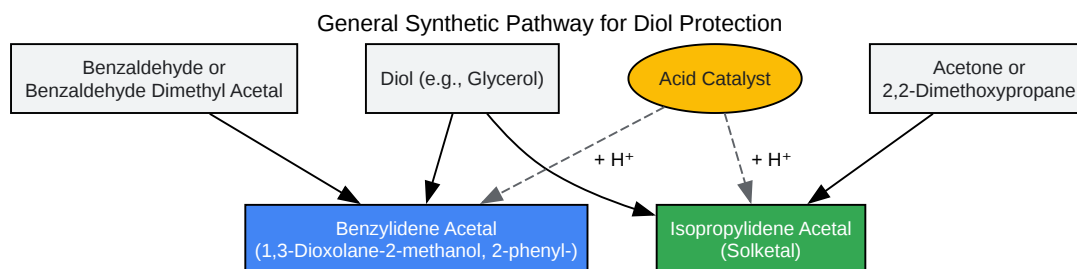 General Synthetic Pathway for Diol Protection
Benzaldehyde or
Benzaldehyde Dimethyl Acetal
Diol (e.g., Glycerol)
Acid Catalyst
Acetone or
2,2-Dimethoxypropane
+ H⁺
+ H⁺
Benzylidene Acetal
(1,3-Dioxolane-2-methanol, 2-phenyl-)
Isopropylidene Acetal
(Solketal)